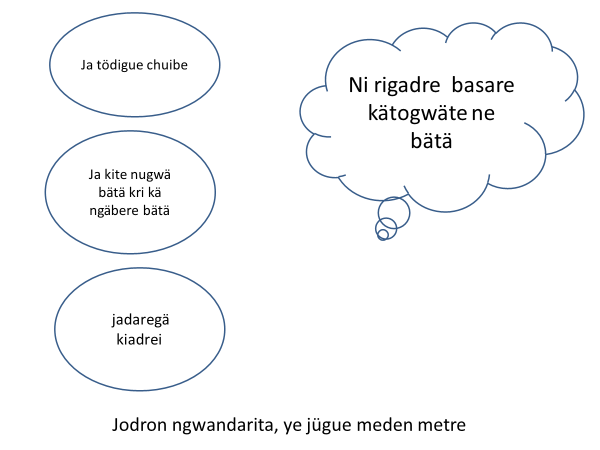 Ja tödigue chuibe
Ni rigadre basare
kätogwäte ne
bätä
Ja kite nugwä
bätä kri kä
ngäbere bätä
jadaregä
kiadrei
Jodron ngwandarita, ye jügue meden metre